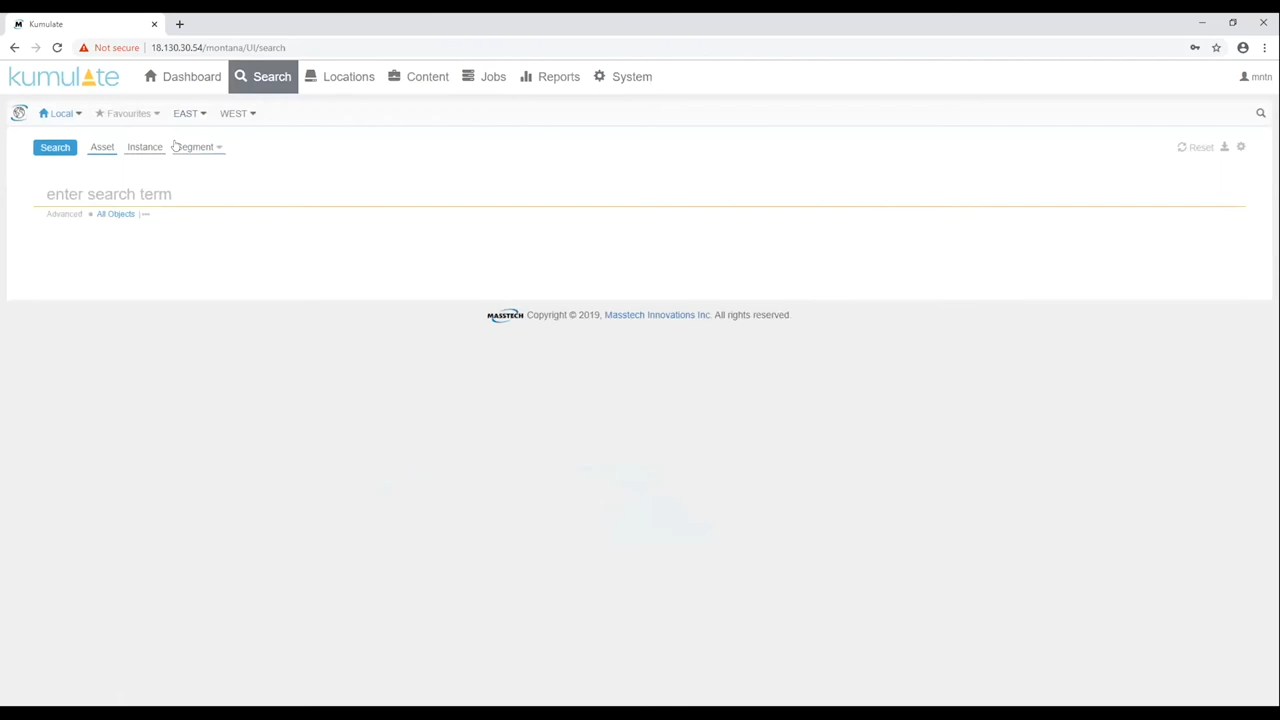 Kumulate
Not secure | 18.130.30.54/montana/UI/search
kumulate Dashboard Search Locations Content Jobs Reports System mntn
Local Favourites EAST WEST
Search Asset Instance Segment Reset
enter search term
Advanced All Objects
MASSTECH Copyright © 2019, Masstech Innovations Inc. All rights reserved